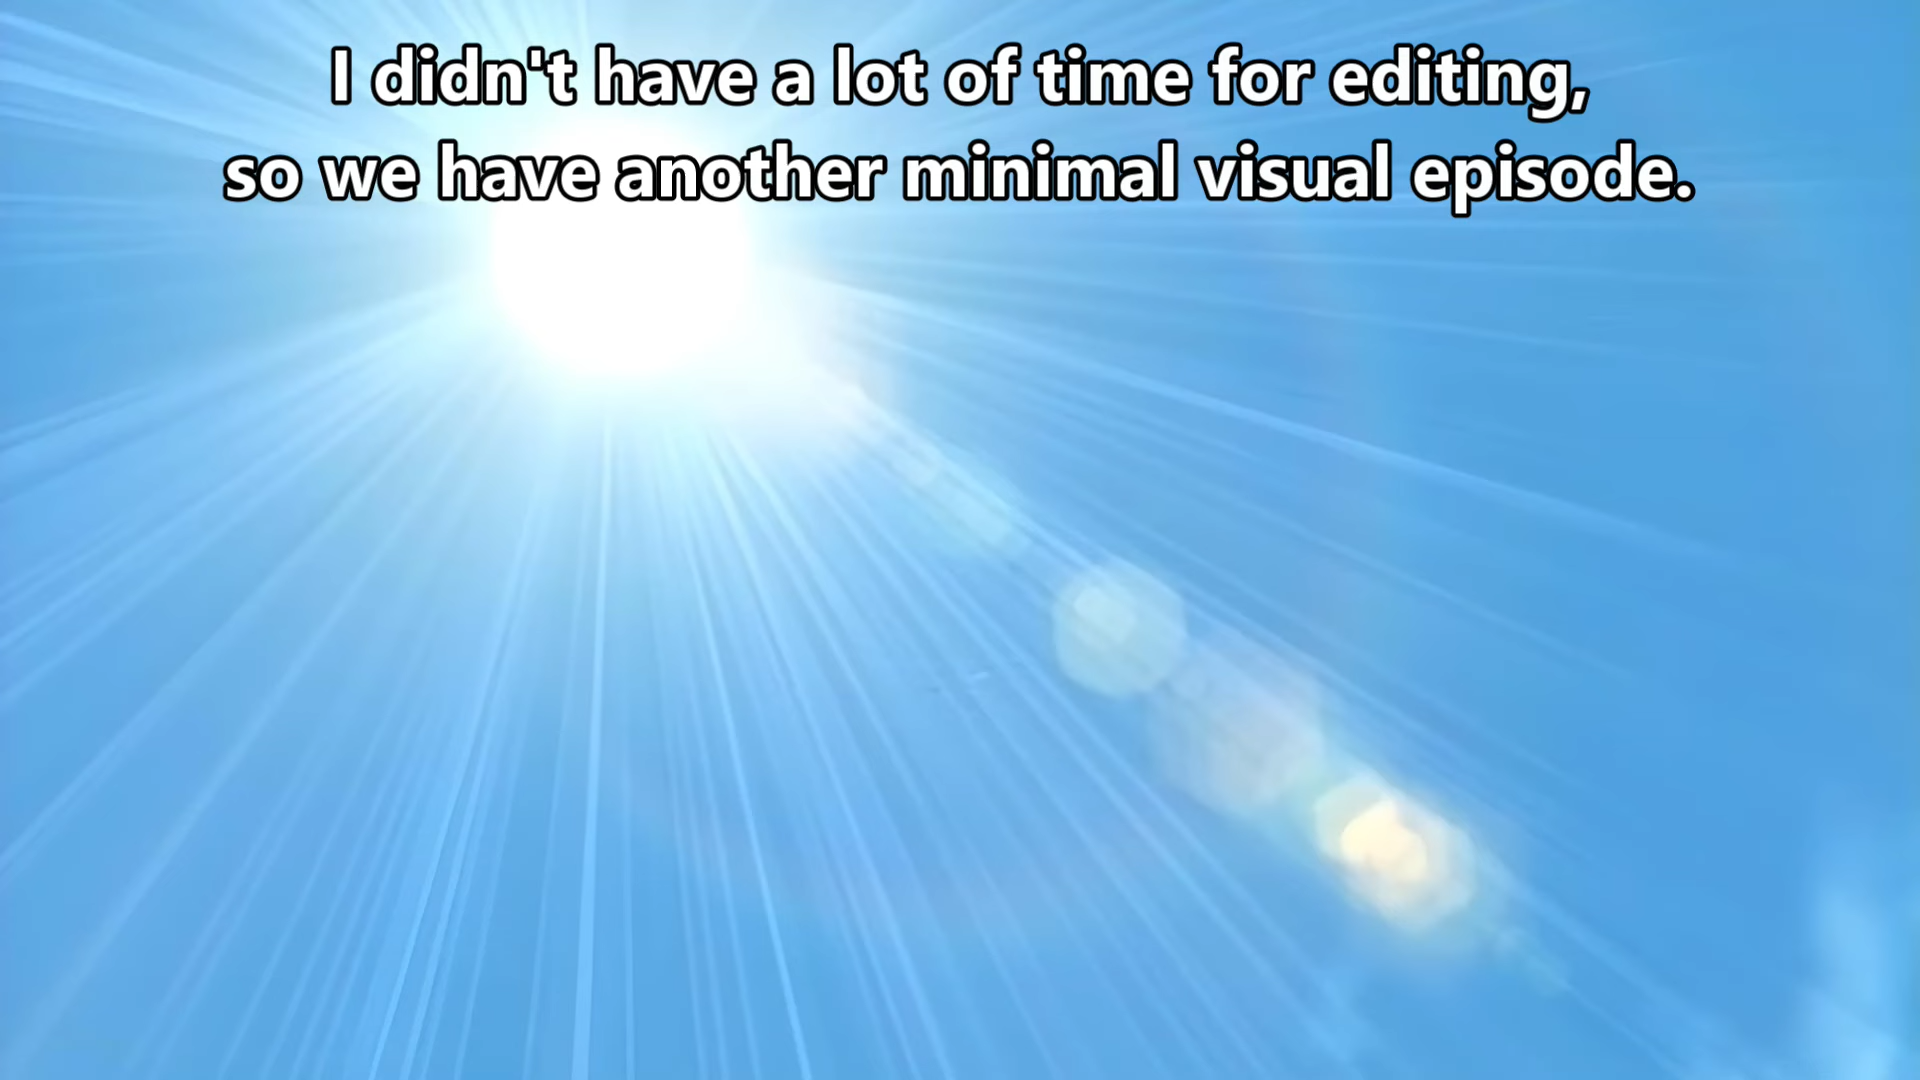 I didn't have a lot of time for editing,
so we have another minimal visual episode.